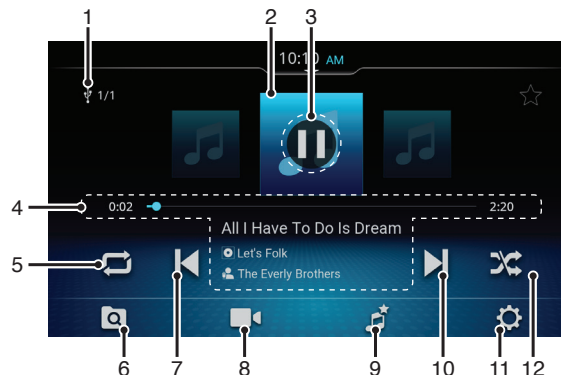 1 2 3
10:10 AM
1/1
4 0:02 2:20
All I Have To Do Is Dream
Let's Folk
The Everly Brothers
5
6 7 8 9 10 11 12